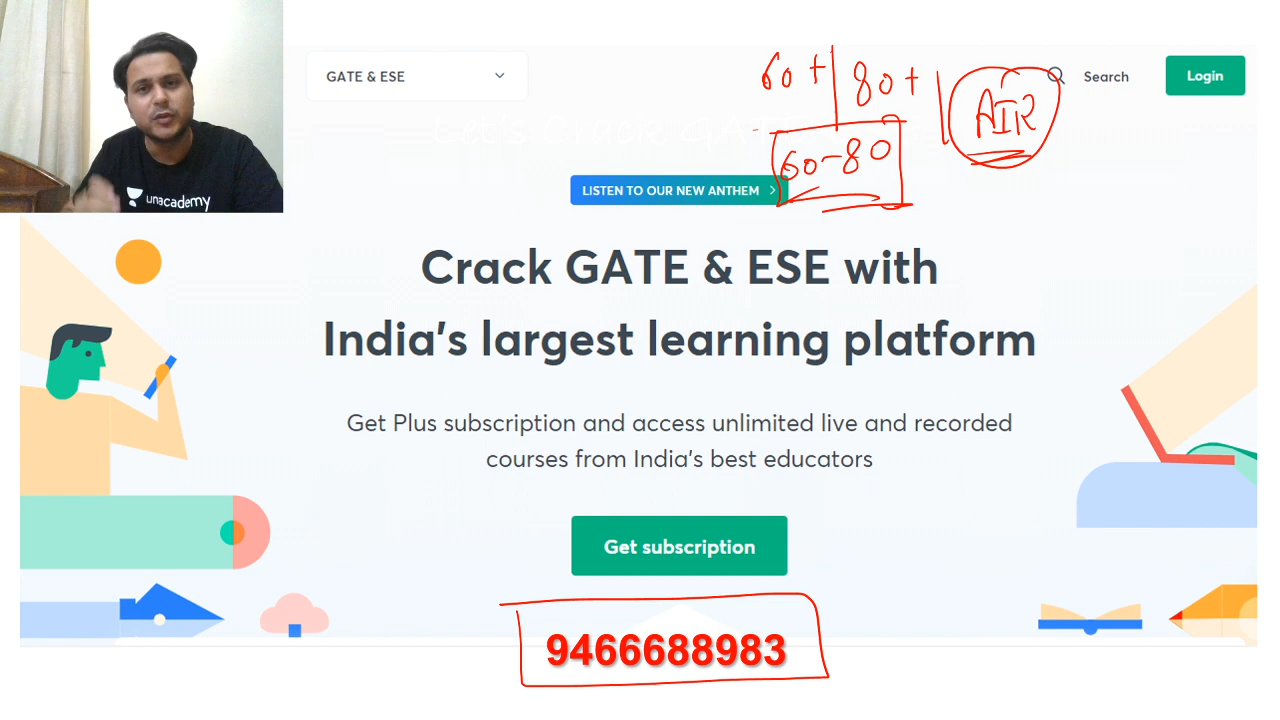 GATE & ESE
60+ | 80+ | AIR
Search
Login
60-80
LISTEN TO OUR NEW ANTHEM
unacademy
Crack GATE & ESE with
India's largest learning platform
Get Plus subscription and access unlimited live and recorded
courses from India's best educators
Get subscription
9466688983